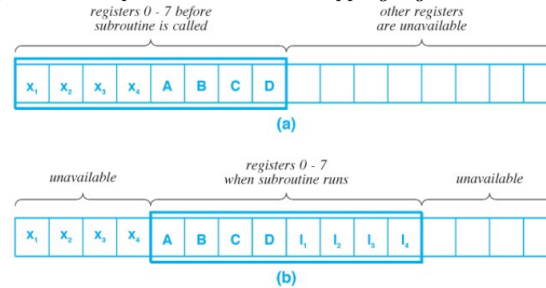 registers 0 - 7 before
subroutine is called
other registers
are unavailable
x₁ x₂ x₃ x₄ A B C D
(a)
registers 0 - 7
when subroutine runs
unavailable
unavailable
x₁ x₂ x₃ x₄ A B C D l₁ l₂ l₃ l₄
(b)